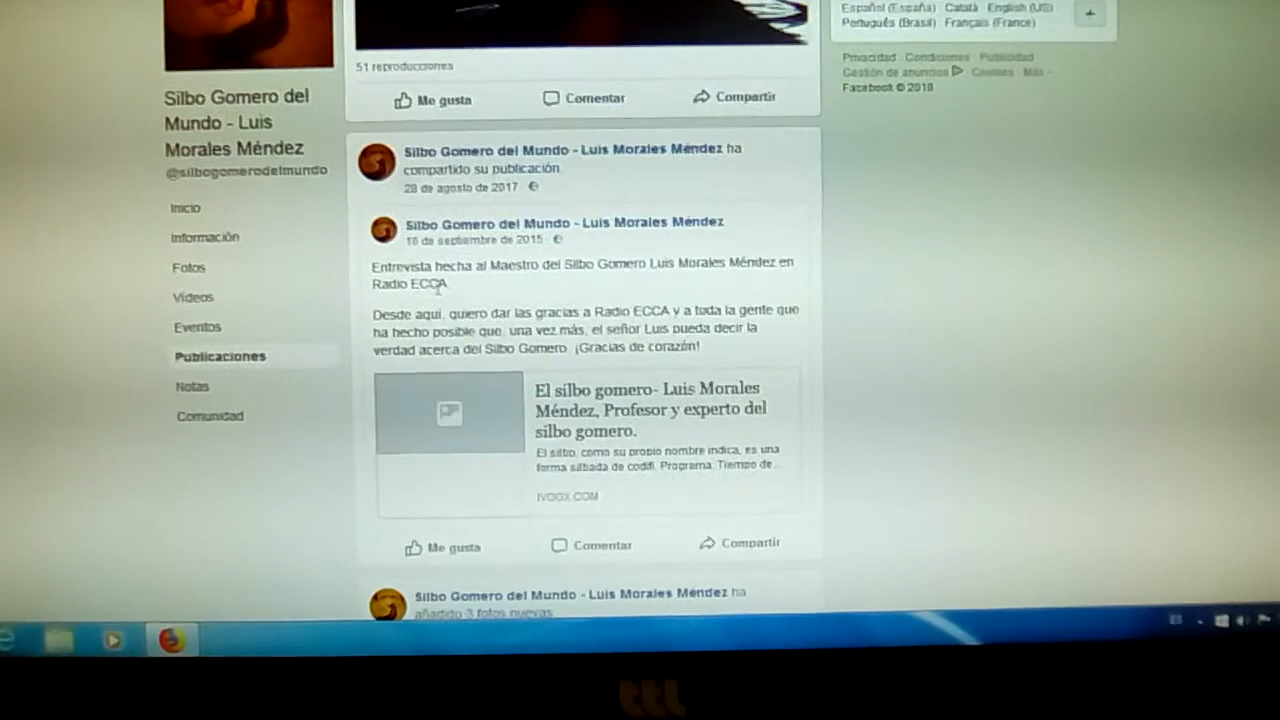 Español (España) · Català · English (US)
Português (Brasil) · Français (France)
+
Privacidad · Condiciones · Publicidad
Gestión de anuncios · Cookies · Más
Facebook © 2018
51 reproducciones
Me gusta
Comentar
Compartir
Silbo Gomero del
Mundo - Luis
Morales Méndez
@silbogomerodelmundo
Inicio
Información
Fotos
Vídeos
Eventos
Publicaciones
Notas
Comunidad
Silbo Gomero del Mundo - Luis Morales Méndez ha
compartido su publicación.
28 de agosto de 2017
Silbo Gomero del Mundo - Luis Morales Méndez
16 de septiembre de 2015
Entrevista hecha al Maestro del Silbo Gomero Luis Morales Méndez en
Radio ECCA
Desde aquí, quiero dar las gracias a Radio ECCA y a toda la gente que
ha hecho posible que, una vez más, el señor Luis pueda decir la
verdad acerca del Silbo Gomero. ¡Gracias de corazón!
El silbo gomero- Luis Morales
Méndez, Profesor y experto del
silbo gomero.
El silbo, como su propio nombre indica, es una
forma silbada de codifi. Programa: Tiempo de...
IVOOX.COM
Me gusta
Comentar
Compartir
Silbo Gomero del Mundo - Luis Morales Méndez ha
añadido 3 fotos nuevas